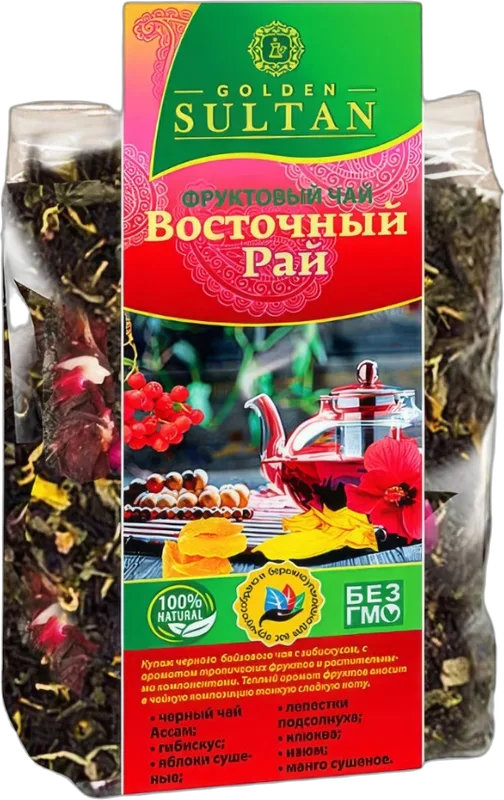 GOLDEN
SULTAN
ФРУКТОВЫЙ ЧАЙ
Восточный
Рай
100%
NATURAL
БЕЗ
ГМО
Купаж черного байхового чая с гибискусом, с
ароматом тропических фруктов и растительны-
ми компонентами. Теплый аромат фруктов вносит
в чайную композицию тонкую сладкую ноту.
• черный чай
Ассам;
• гибискус;
• яблоки суше-
ные;
• лепестки
подсолнуха;
• клюква;
• изюм;
• манго сушеное.